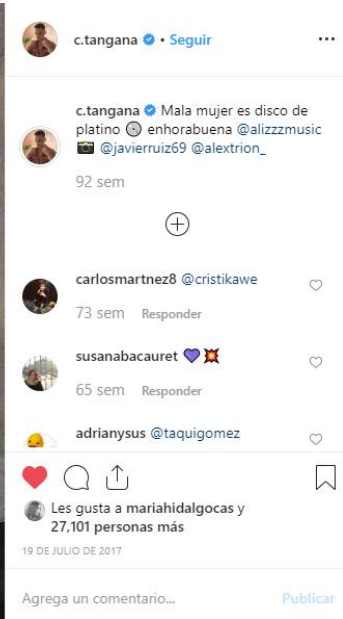 c.tangana • Seguir
c.tangana Mala mujer es disco de
platino 💿 enhorabuena @alizzzmusic
📷 @javierruiz69 @alextrion_
92 sem
carlosmartnez8 @cristikawe
73 sem Responder
susanabacauret 💜💥
65 sem Responder
adrianysus @taquigomez
Les gusta a mariahidalgocas y
27,101 personas más
19 DE JULIO DE 2017
Agrega un comentario... Publicar